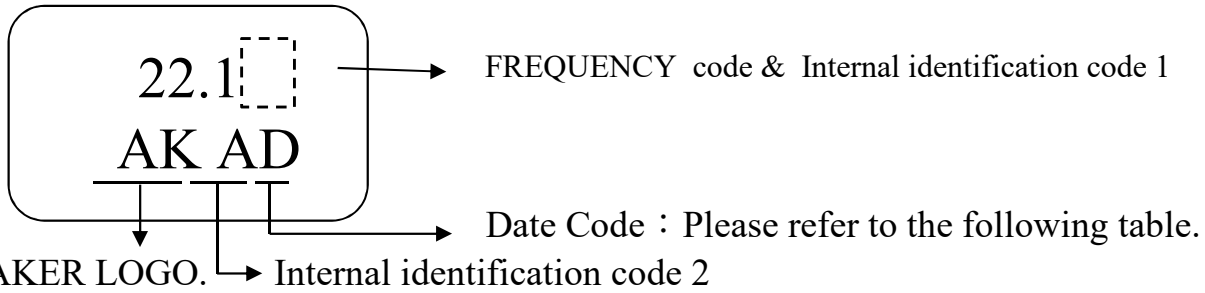 22.1 FREQUENCY code & Internal identification code 1
AK AD
Date Code：Please refer to the following table.
AKER LOGO. Internal identification code 2